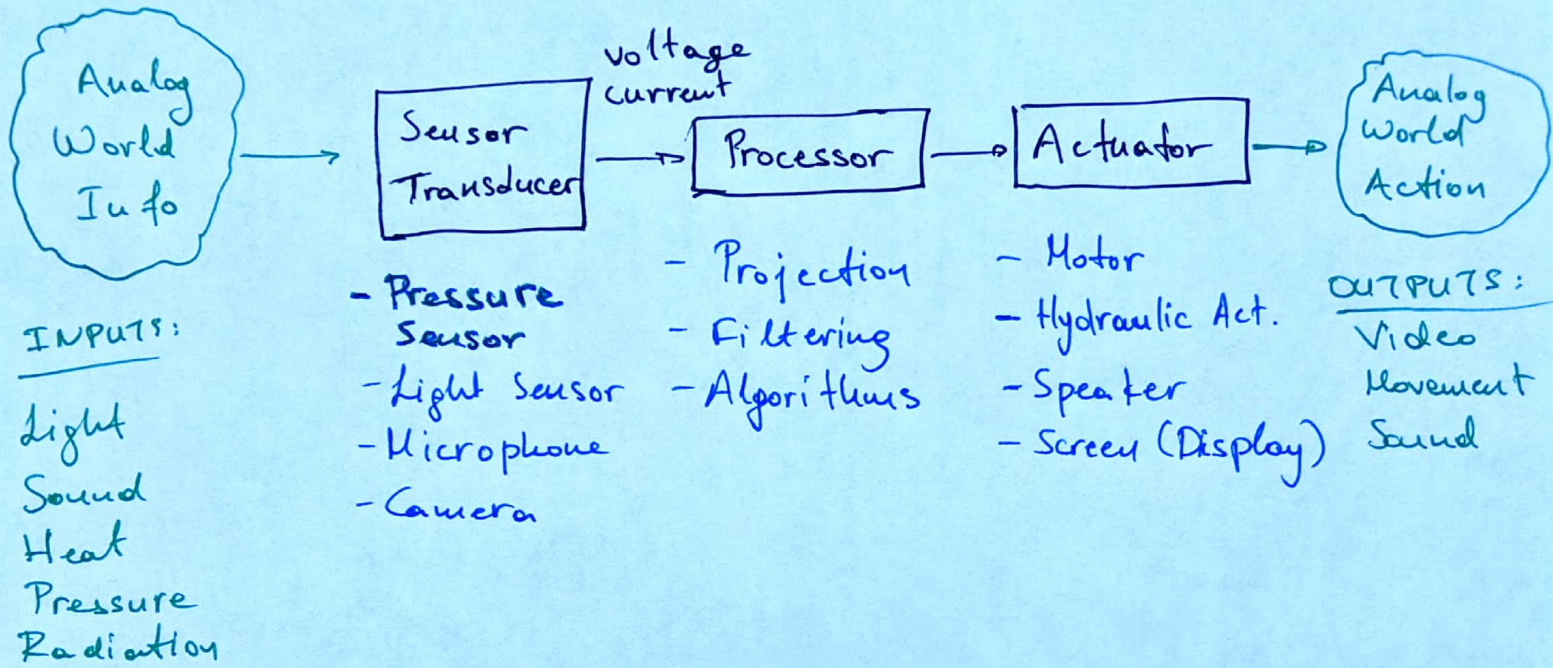 Analog
World
Info
INPUTS:
Light
Sound
Heat
Pressure
Radiation
Sensor
Transducer
- Pressure
Sensor
- Light Sensor
- Microphone
- Camera
voltage
current
Processor
- Projection
- Filtering
- Algorithms
Actuator
- Motor
- Hydraulic Act.
- Speaker
- Screen (Display)
Analog
World
Action
OUTPUTS:
Video
Movement
Sound